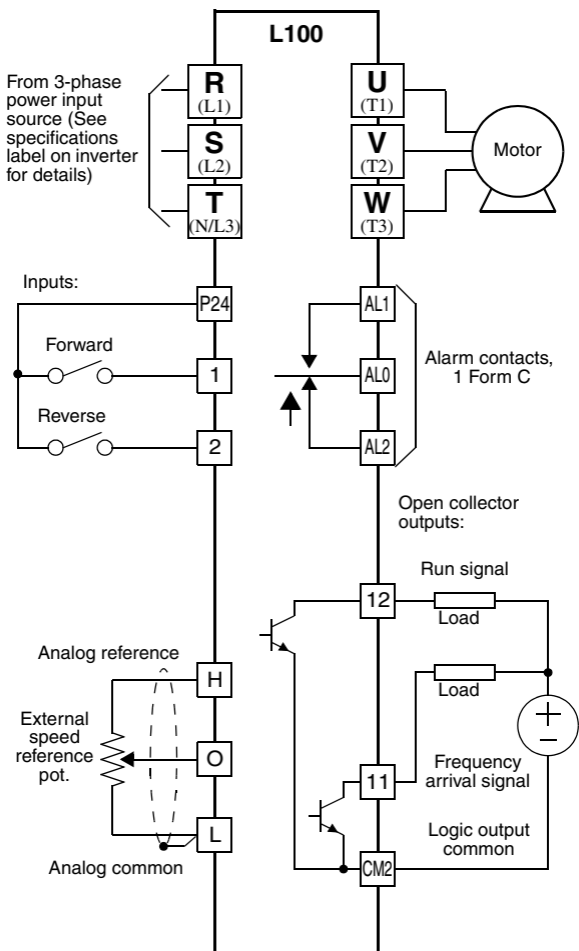 L100
From 3-phase
power input
source (See
specifications
label on inverter
for details)
R
(L1)
S
(L2)
T
(N/L3)
U
(T1)
V
(T2)
W
(T3)
Motor
Inputs:
P24
Forward
1
Reverse
2
AL1
AL0
AL2
Alarm contacts,
1 Form C
Open collector
outputs:
Run signal
12
Load
Load
Analog reference
H
External
speed
reference
pot.
O
L
Analog common
+
−
11
Frequency
arrival signal
Logic output
common
CM2